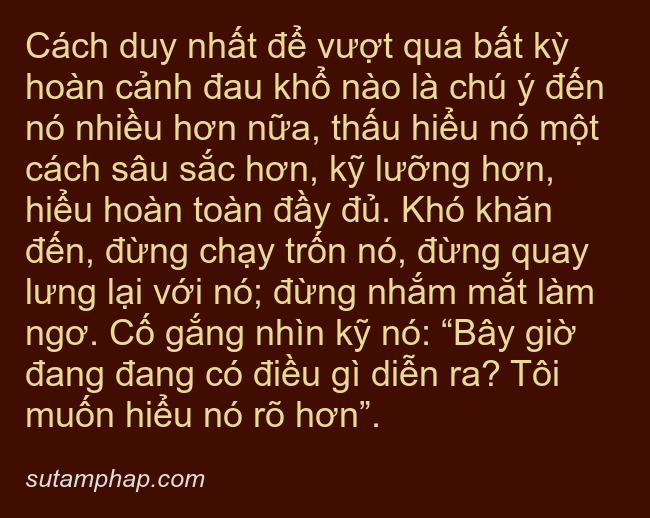 Cách duy nhất để vượt qua bất kỳ
hoàn cảnh đau khổ nào là chú ý đến
nó nhiều hơn nữa, thấu hiểu nó một
cách sâu sắc hơn, kỹ lưỡng hơn,
hiểu hoàn toàn đầy đủ. Khó khăn
đến, đừng chạy trốn nó, đừng quay
lưng lại với nó; đừng nhắm mắt làm
ngơ. Cố gắng nhìn kỹ nó: “Bây giờ
đang đang có điều gì diễn ra? Tôi
muốn hiểu nó rõ hơn”.
sutamphap.com